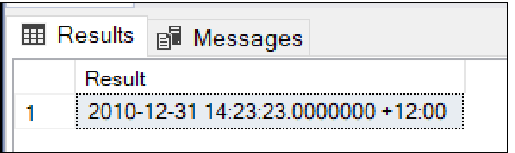 Results Messages
Result
1 2010-12-31 14:23:23.0000000 +12:00